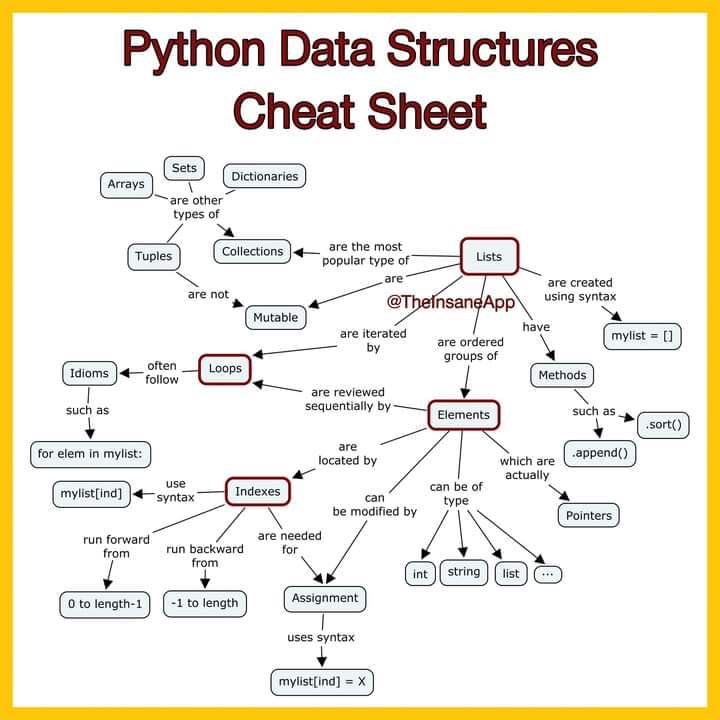 Python Data Structures
Cheat Sheet
Sets
Arrays
Dictionaries
are other
types of
Tuples
Collections
are the most
popular type of
Lists
are
are not
Mutable
@TheInsaneApp
are created
using syntax
mylist = []
have
Methods
such as
.sort()
.append()
are iterated
by
are ordered
groups of
Loops
often
follow
Idioms
such as
for elem in mylist:
are reviewed
sequentially by
Elements
are
located by
Indexes
use
syntax
mylist[ind]
can
be modified by
can be of
type
which are
actually
Pointers
int
string
list
...
run forward
from
0 to length-1
run backward
from
-1 to length
are needed
for
Assignment
uses syntax
mylist[ind] = X